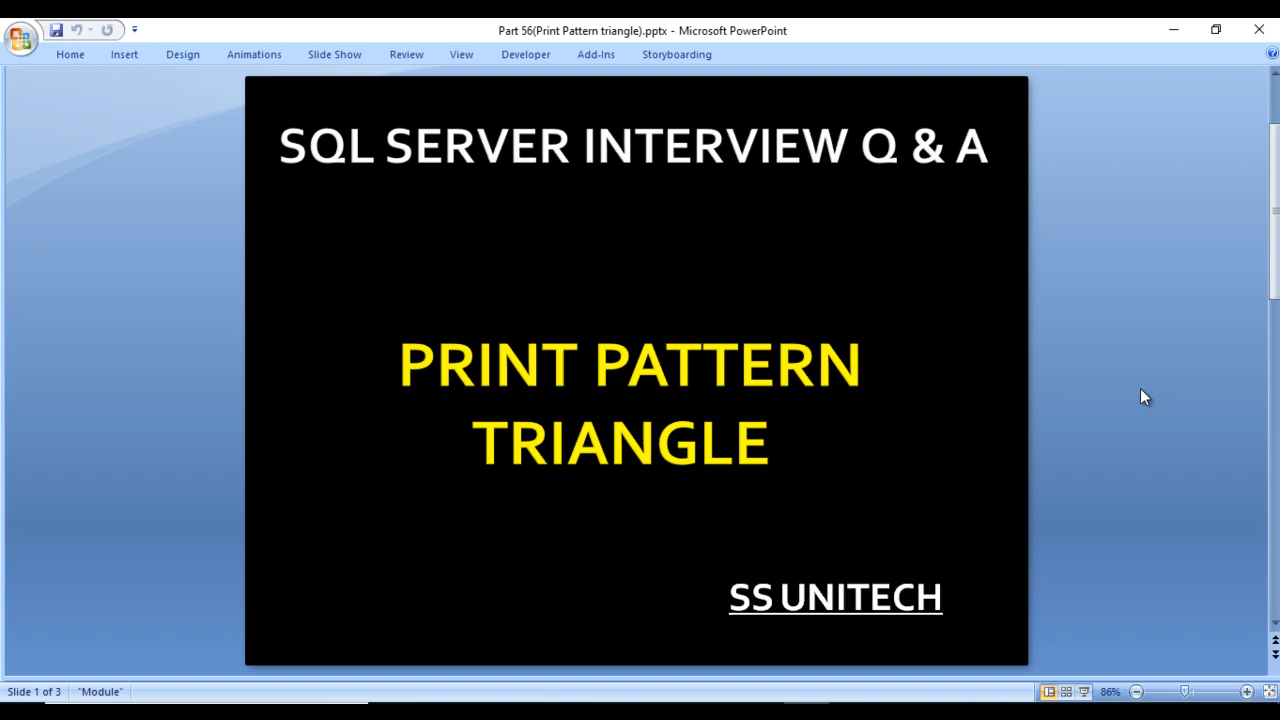 Part 56(Print Pattern triangle).pptx - Microsoft PowerPoint
Home Insert Design Animations Slide Show Review View Developer Add-Ins Storyboarding
SQL SERVER INTERVIEW Q & A
PRINT PATTERN
TRIANGLE
SS UNITECH
Slide 1 of 3 "Module" 86%